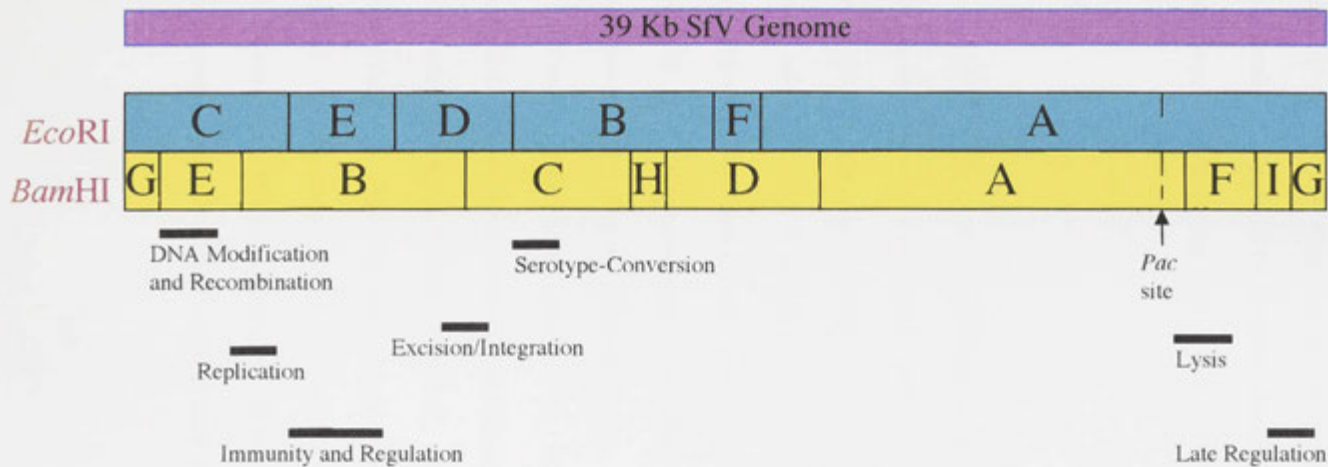 39 Kb SfV Genome
EcoRI C E D B F A
BamHI G E B C H D A F I G
DNA Modification
and Recombination
Serotype-Conversion
Pac
site
Excision/Integration
Replication
Lysis
Immunity and Regulation
Late Regulation